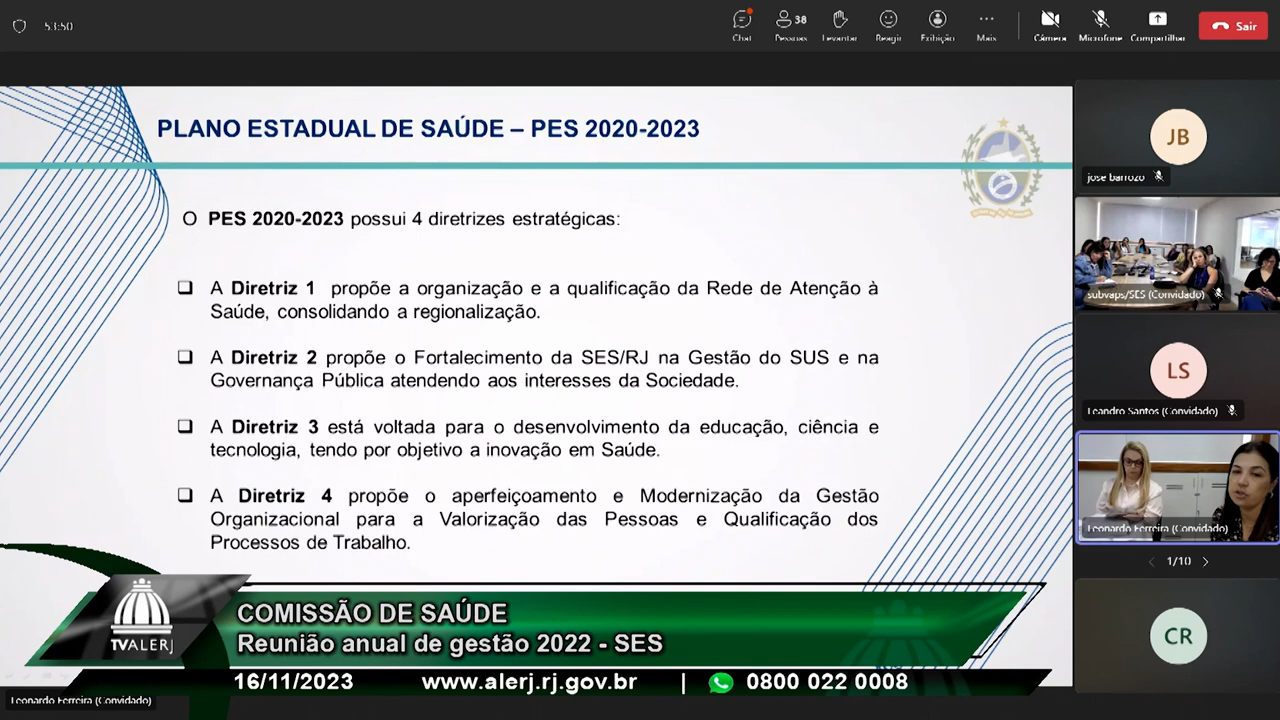 53:50
Chat
38
Pessoas
Levantar
Reagir
Exibição
Mais
Câmera
Microfone
Compartilhar
Sair
PLANO ESTADUAL DE SAÚDE – PES 2020-2023
O PES 2020-2023 possui 4 diretrizes estratégicas:
A Diretriz 1 propõe a organização e a qualificação da Rede de Atenção à
Saúde, consolidando a regionalização.
A Diretriz 2 propõe o Fortalecimento da SES/RJ na Gestão do SUS e na
Governança Pública atendendo aos interesses da Sociedade.
A Diretriz 3 está voltada para o desenvolvimento da educação, ciência e
tecnologia, tendo por objetivo a inovação em Saúde.
A Diretriz 4 propõe o aperfeiçoamento e Modernização da Gestão
Organizacional para a Valorização das Pessoas e Qualificação dos
Processos de Trabalho.
JB
jose barrozo
subvaps/SES (Convidado)
LS
Leandro Santos (Convidado)
Leonardo Ferreira (Convidado)
1/10
CR
TVALERJ
COMISSÃO DE SAÚDE
Reunião anual de gestão 2022 - SES
16/11/2023 www.alerj.rj.gov.br | 0800 022 0008
Leonardo Ferreira (Convidado)